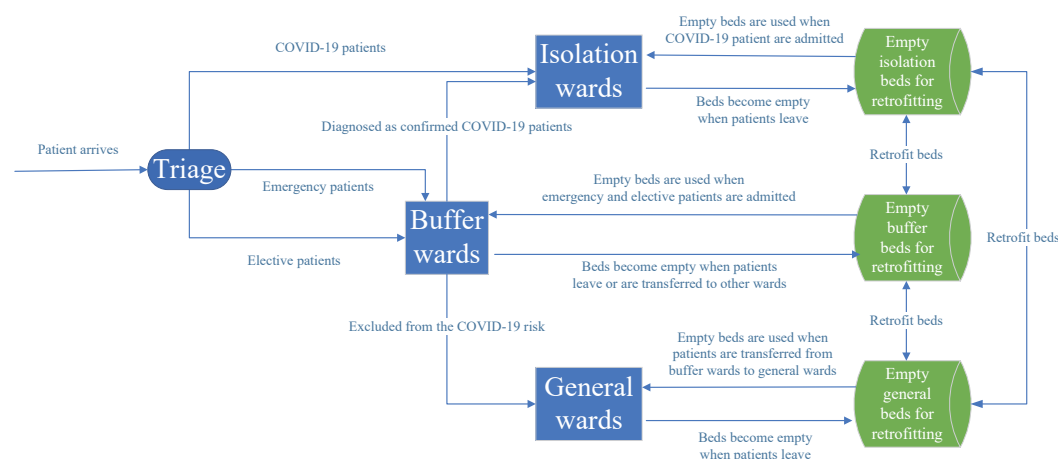 Empty beds are used when
COVID-19 patient are admitted
COVID-19 patients
Isolation
wards
Empty
isolation
beds for
retrofitting
Beds become empty
when patients leave
Diagnosed as confirmed COVID-19 patients
Patient arrives
Triage
Retrofit beds
Emergency patients
Empty beds are used when
emergency and elective patients are admitted
Buffer
wards
Empty
buffer
beds for
retrofitting
Retrofit beds
Elective patients
Beds become empty when patients
leave or are transferred to other wards
Excluded from the COVID-19 risk
Retrofit beds
Empty beds are used when
patients are transferred from
buffer wards to general wards
General
wards
Empty
general
beds for
retrofitting
Beds become empty
when patients leave